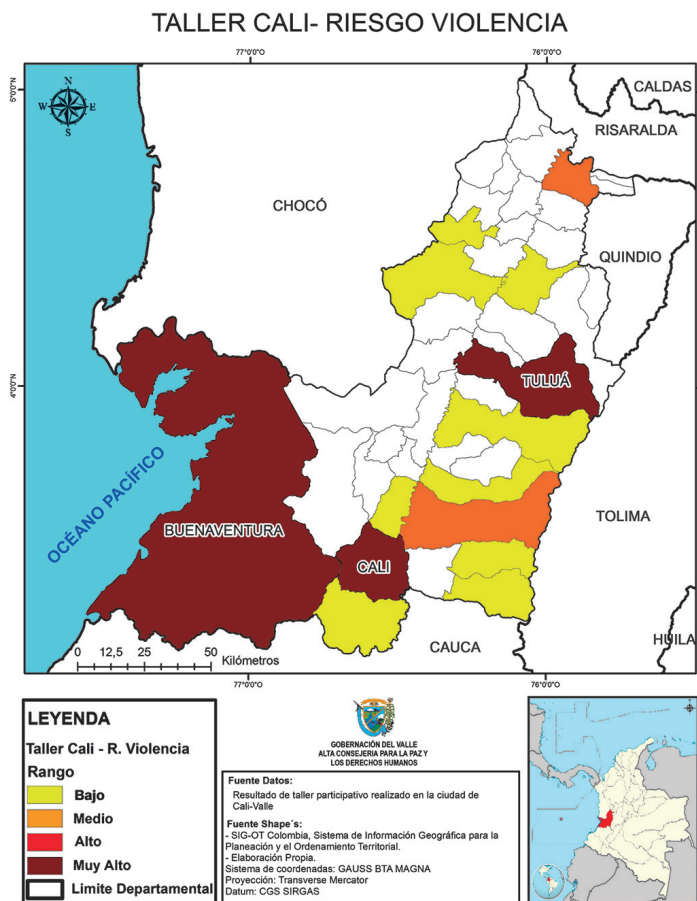 TALLER CALI- RIESGO VIOLENCIA
77°0'0"O
76°0'0"O
5°0'0"N
N
W
E
S
CALDAS
RISARALDA
CHOCÓ
QUINDIO
4°0'0"N
TULUÁ
OCÉANO PACÍFICO
TOLIMA
BUENAVENTURA
CALI
CAUCA
HUILA
0 12,5 25 50
Kilómetros
77°0'0"O
76°0'0"O
LEYENDA
Taller Cali - R. Violencia
Rango
Bajo
Medio
Alto
Muy Alto
Limite Departamental
GOBERNACIÓN DEL VALLE
ALTA CONSEJERIA PARA LA PAZ Y
LOS DERECHOS HUMANOS
Fuente Datos:
Resultado de taller participativo realizado en la ciudad de
Cali-Valle
Fuente Shape´s:
- SIG-OT Colombia, Sistema de Información Geográfica para la
Planeación y el Ordenamiento Territorial.
- Elaboración Propia.
Sistema de coordenadas: GAUSS BTA MAGNA
Proyección: Transverse Mercator
Datum: CGS SIRGAS